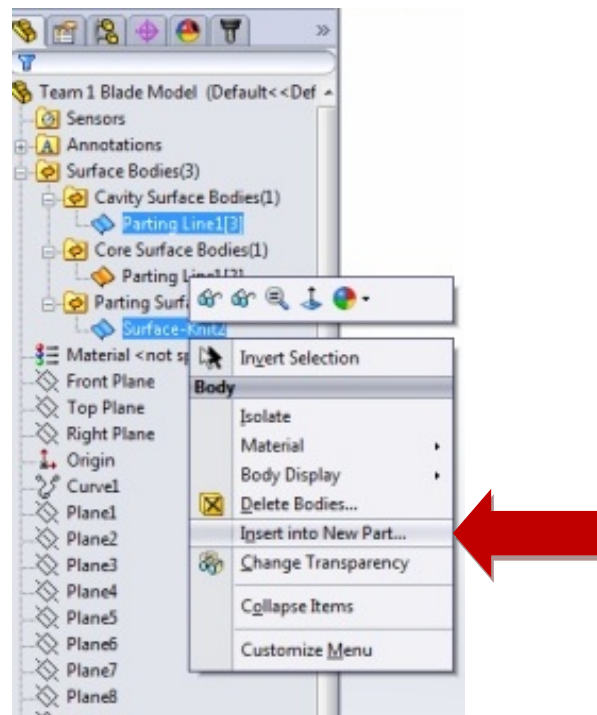 »
Team 1 Blade Model (Default<<Def
Sensors
A Annotations
Surface Bodies(3)
Cavity Surface Bodies(1)
Parting Line1[3]
Core Surface Bodies(1)
Parting
Parting Surf
Surface-Knit2
Material <not sp
Front Plane
Top Plane
Right Plane
Origin
Curve1
Plane1
Plane2
Plane3
Plane4
Plane5
Plane6
Plane7
Plane8
Invert Selection
Body
Isolate
Material
Body Display
Delete Bodies...
Insert into New Part...
Change Transparency
Collapse Items
Customize Menu